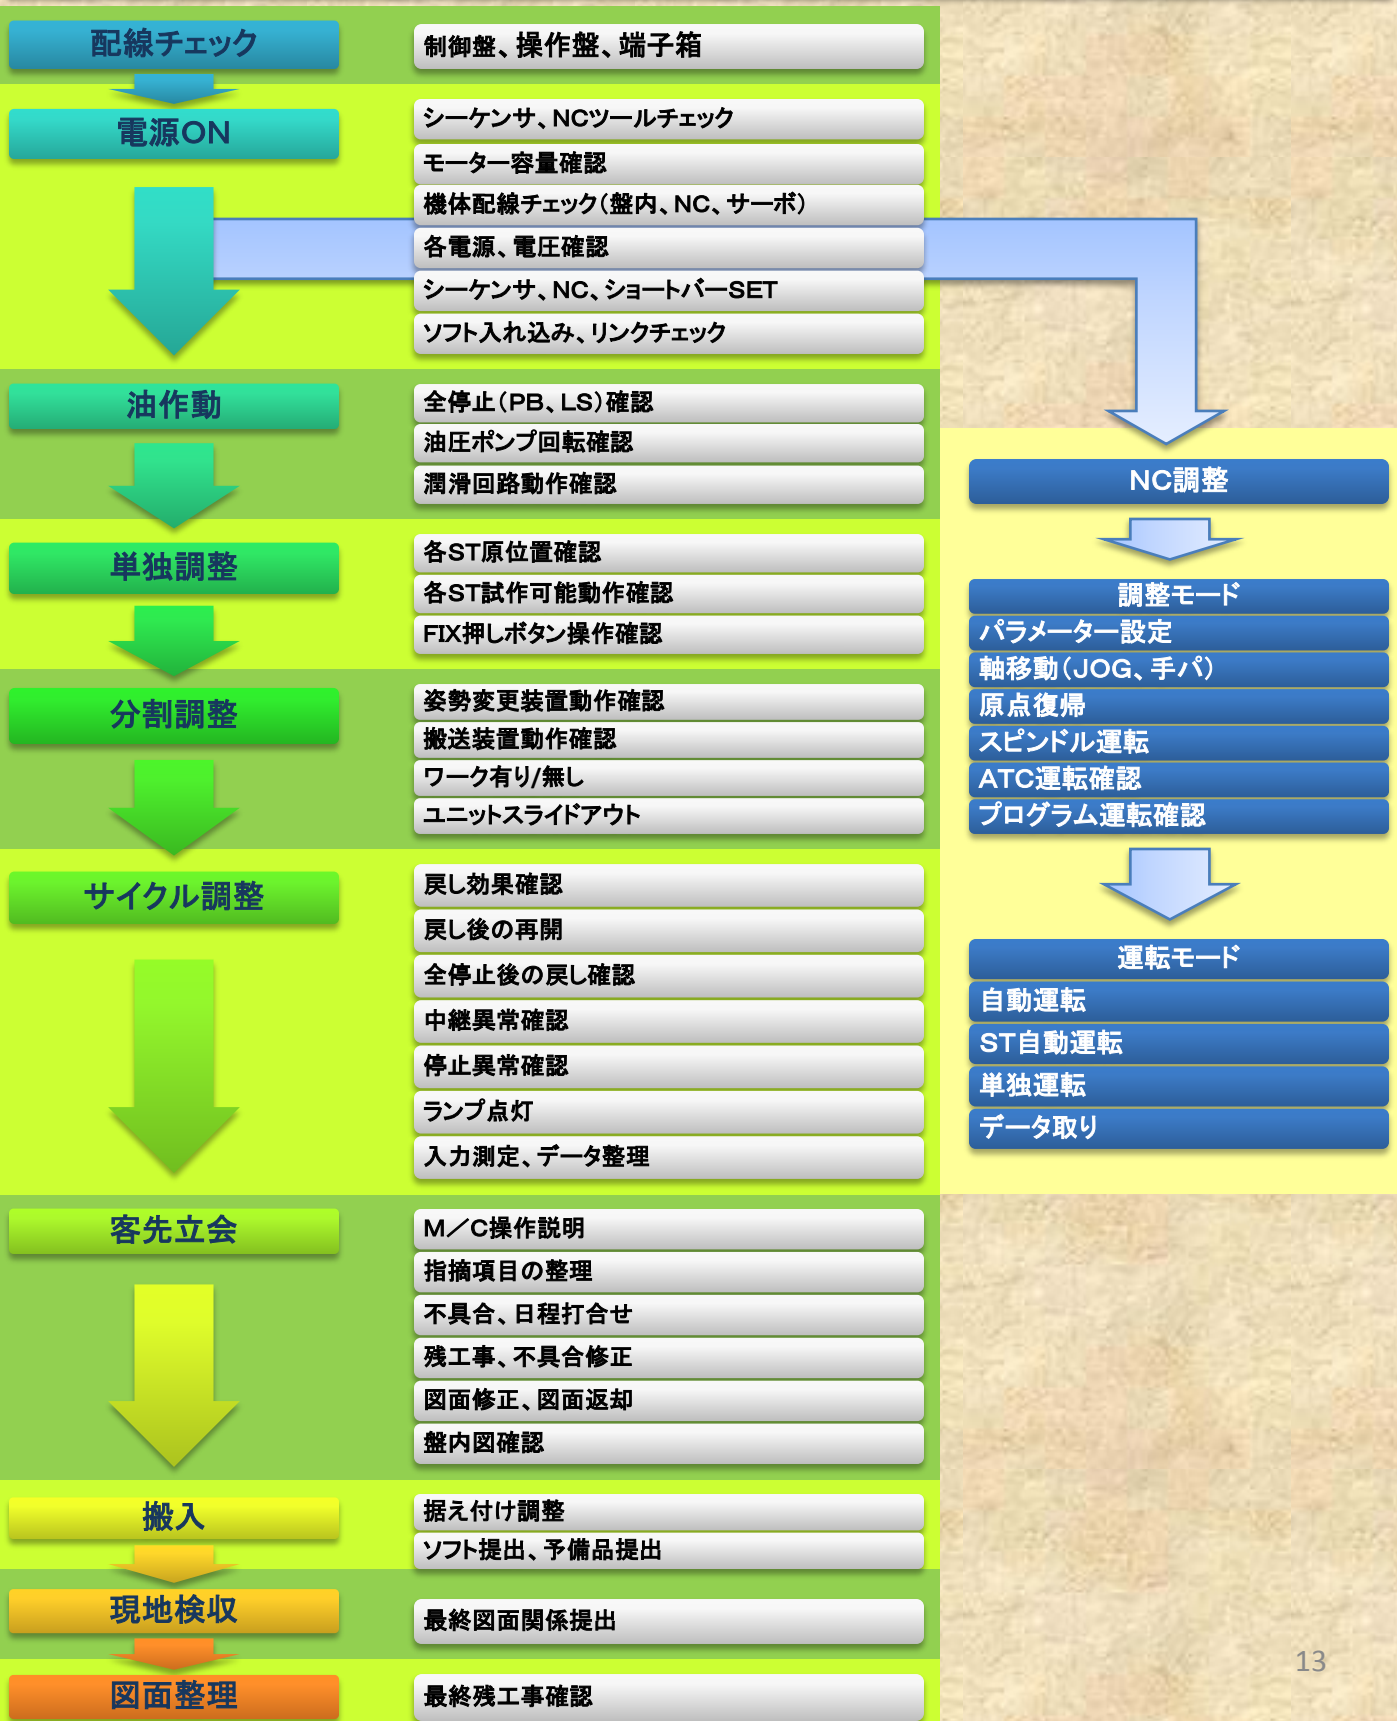 配線チェック
制御盤、操作盤、端子箱
電源ON
シーケンサ、NCツールチェック
モーター容量確認
機体配線チェック(盤内、NC、サーボ)
各電源、電圧確認
シーケンサ、NC、ショートバーSET
ソフト入れ込み、リンクチェック
油作動
全停止(PB、LS)確認
油圧ポンプ回転確認
潤滑回路動作確認
単独調整
各ST原位置確認
各ST試作可能動作確認
FIX押しボタン操作確認
分割調整
姿勢変更装置動作確認
搬送装置動作確認
ワーク有り/無し
ユニットスライドアウト
サイクル調整
戻し効果確認
戻し後の再開
全停止後の戻し確認
中継異常確認
停止異常確認
ランプ点灯
入力測定、データ整理
客先立会
M/C操作説明
指摘項目の整理
不具合、日程打合せ
残工事、不具合修正
図面修正、図面返却
盤内図確認
搬入
据え付け調整
ソフト提出、予備品提出
現地検収
最終図面関係提出
図面整理
最終残工事確認
NC調整
調整モード
パラメーター設定
軸移動(JOG、手パ)
原点復帰
スピンドル運転
ATC運転確認
プログラム運転確認
運転モード
自動運転
ST自動運転
単独運転
データ取り
13